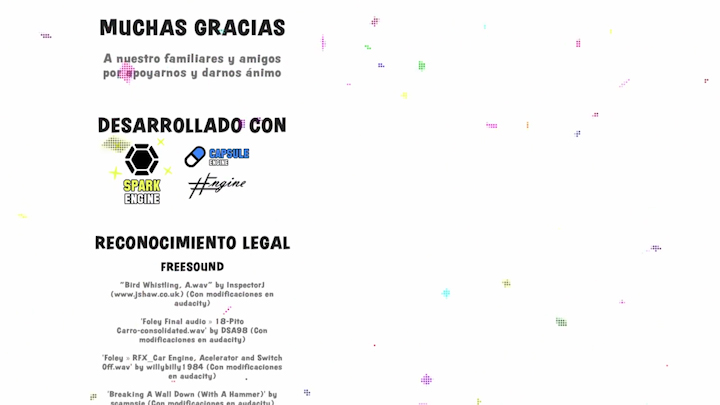 MUCHAS GRACIAS
A nuestro familiares y amigos
por apoyarnos y darnos ánimo
DESARROLLADO CON
SPARK
ENGINE
CAPSULE
ENGINE
#Engine
RECONOCIMIENTO LEGAL
FREESOUND
"Bird Whistling, A.wav" by InspectorJ
(www.jshaw.co.uk) (Con modificaciones en
audacity)
'Foley Final audio » 18-Pito
Carro-consolidated.wav' by DSA98 (Con
modificaciones en audacity)
'Foley » RFX_Car Engine, Acelerator and Switch
Off.wav' by willybilly1984 (Con modificaciones
en audacity)
'Breaking A Wall Down (With A Hammer)' by
scampsie (Con modificaciones en audacity)